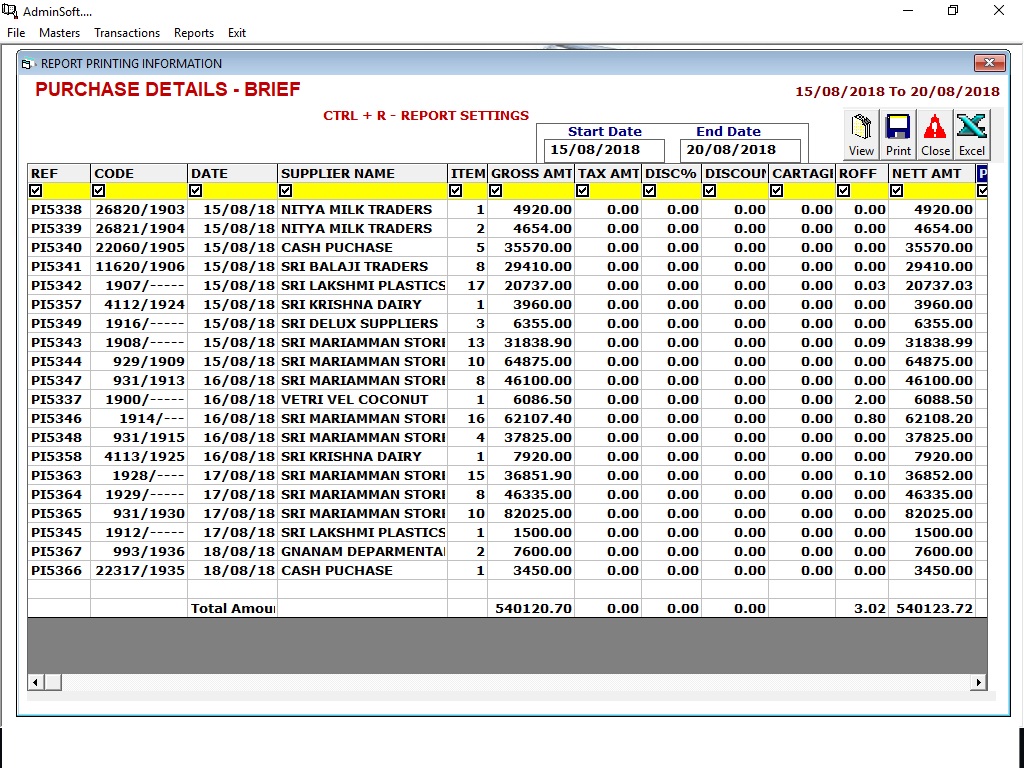 AdminSoft....
File Masters Transactions Reports Exit
REPORT PRINTING INFORMATION
PURCHASE DETAILS - BRIEF
15/08/2018 To 20/08/2018
CTRL + R - REPORT SETTINGS
Start Date End Date
15/08/2018 20/08/2018
View Print Close Excel
REF CODE DATE SUPPLIER NAME ITEM GROSS AMT TAX AMT DISC% DISCOUN CARTAGI ROFF NETT AMT P
PI5338 26820/1903 15/08/18 NITYA MILK TRADERS 1 4920.00 0.00 0.00 0.00 0.00 0.00 4920.00
PI5339 26821/1904 15/08/18 NITYA MILK TRADERS 2 4654.00 0.00 0.00 0.00 0.00 0.00 4654.00
PI5340 22060/1905 15/08/18 CASH PUCHASE 5 35570.00 0.00 0.00 0.00 0.00 0.00 35570.00
PI5341 11620/1906 15/08/18 SRI BALAJI TRADERS 8 29410.00 0.00 0.00 0.00 0.00 0.00 29410.00
PI5342 1907/----- 15/08/18 SRI LAKSHMI PLASTICS 17 20737.00 0.00 0.00 0.00 0.00 0.03 20737.03
PI5357 4112/1924 15/08/18 SRI KRISHNA DAIRY 1 3960.00 0.00 0.00 0.00 0.00 0.00 3960.00
PI5349 1916/----- 15/08/18 SRI DELUX SUPPLIERS 3 6355.00 0.00 0.00 0.00 0.00 0.00 6355.00
PI5343 1908/----- 15/08/18 SRI MARIAMMAN STORE 13 31838.90 0.00 0.00 0.00 0.00 0.09 31838.99
PI5344 929/1909 15/08/18 SRI MARIAMMAN STORE 10 64875.00 0.00 0.00 0.00 0.00 0.00 64875.00
PI5347 931/1913 16/08/18 SRI MARIAMMAN STORE 8 46100.00 0.00 0.00 0.00 0.00 0.00 46100.00
PI5337 1900/----- 16/08/18 VETRI VEL COCONUT 1 6086.50 0.00 0.00 0.00 0.00 2.00 6088.50
PI5346 1914/--- 16/08/18 SRI MARIAMMAN STORE 16 62107.40 0.00 0.00 0.00 0.00 0.80 62108.20
PI5348 931/1915 16/08/18 SRI MARIAMMAN STORE 4 37825.00 0.00 0.00 0.00 0.00 0.00 37825.00
PI5358 4113/1925 16/08/18 SRI KRISHNA DAIRY 1 7920.00 0.00 0.00 0.00 0.00 0.00 7920.00
PI5363 1928/---- 17/08/18 SRI MARIAMMAN STORE 15 36851.90 0.00 0.00 0.00 0.00 0.10 36852.00
PI5364 1929/----- 17/08/18 SRI MARIAMMAN STORE 8 46335.00 0.00 0.00 0.00 0.00 0.00 46335.00
PI5365 931/1930 17/08/18 SRI MARIAMMAN STORE 10 82025.00 0.00 0.00 0.00 0.00 0.00 82025.00
PI5345 1912/----- 17/08/18 SRI LAKSHMI PLASTICS 1 1500.00 0.00 0.00 0.00 0.00 0.00 1500.00
PI5367 993/1936 18/08/18 GNANAM DEPARMENTA 2 7600.00 0.00 0.00 0.00 0.00 0.00 7600.00
PI5366 22317/1935 18/08/18 CASH PUCHASE 1 3450.00 0.00 0.00 0.00 0.00 0.00 3450.00
Total Amou 540120.70 0.00 0.00 0.00 3.02 540123.72